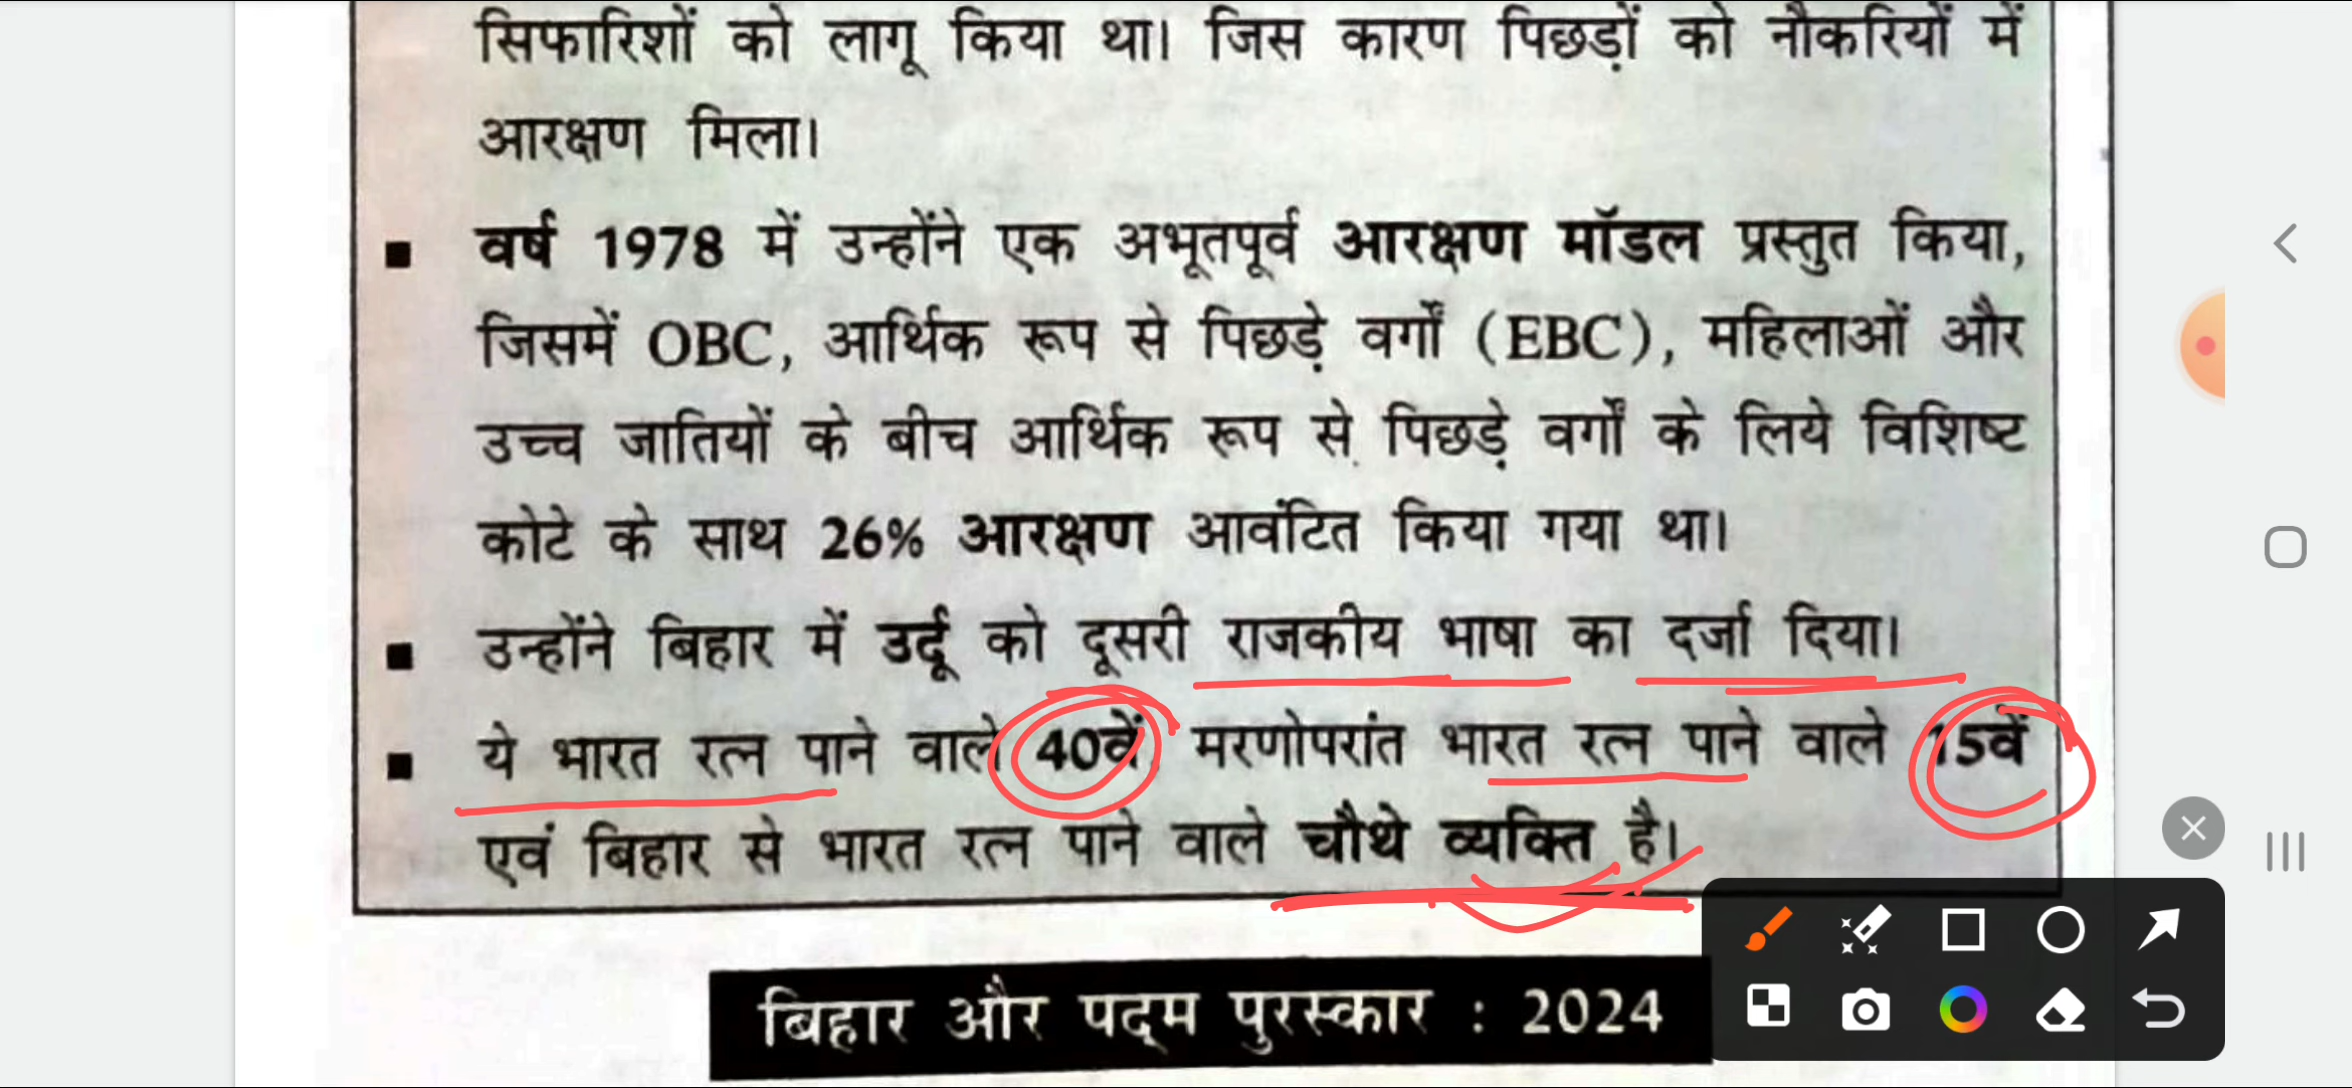 सिफारिशों को लागू किया था। जिस कारण पिछड़ों को नौकरियों में
आरक्षण मिला।
■ वर्ष 1978 में उन्होंने एक अभूतपूर्व आरक्षण मॉडल प्रस्तुत किया,
जिसमें OBC, आर्थिक रूप से पिछड़े वर्गों (EBC), महिलाओं और
उच्च जातियों के बीच आर्थिक रूप से पिछड़े वर्गों के लिये विशिष्ट
कोटे के साथ 26% आरक्षण आवंटित किया गया था।
■ उन्होंने बिहार में उर्दू को दूसरी राजकीय भाषा का दर्जा दिया।
■ ये भारत रत्न पाने वाले 40वें, मरणोपरांत भारत रत्न पाने वाले 15वें
एवं बिहार से भारत रत्न पाने वाले चौथे व्यक्ति है।
बिहार और पद्म पुरस्कार : 2024